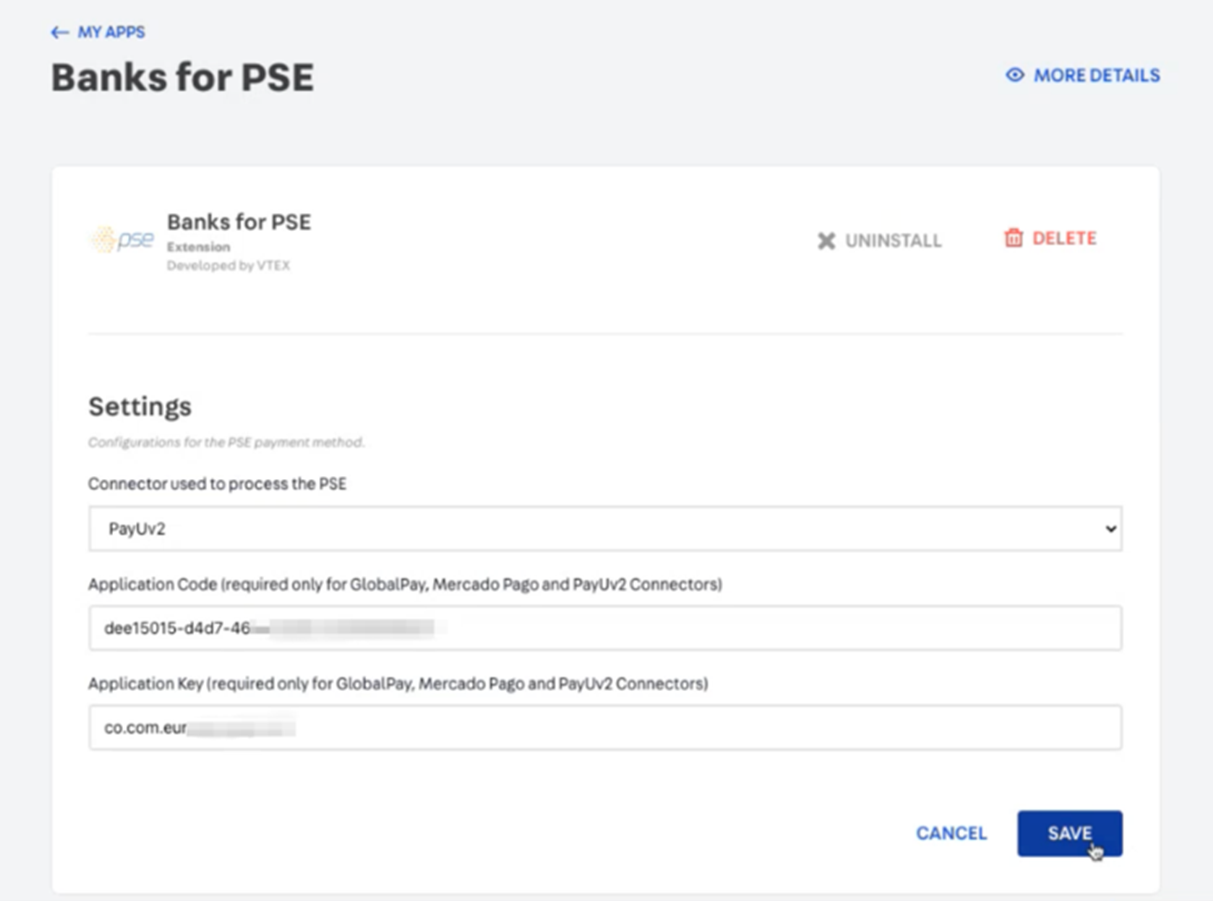 ← MY APPS
Banks for PSE
MORE DETAILS
pse
Banks for PSE
Extension
Developed by VTEX
UNINSTALL
DELETE
Settings
Configurations for the PSE payment method.
Connector used to process the PSE
PayUv2
Application Code (required only for GlobalPay, Mercado Pago and PayUv2 Connectors)
dee15015-d4d7-46
Application Key (required only for GlobalPay, Mercado Pago and PayUv2 Connectors)
co.com.eur
CANCEL
SAVE